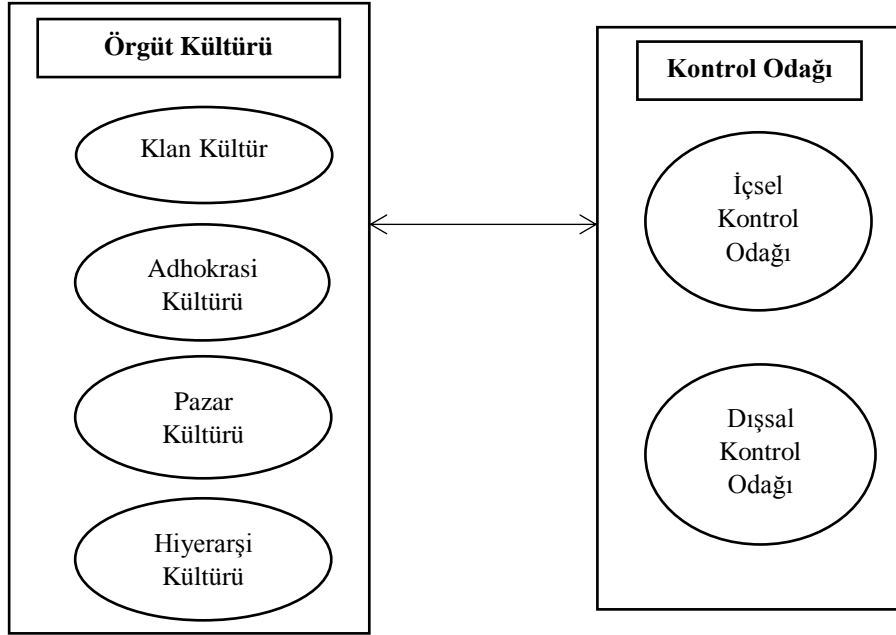 Örgüt Kültürü
Klan Kültür
Adhokrasi
Kültürü
Pazar
Kültürü
Hiyerarşi
Kültürü
Kontrol Odağı
İçsel
Kontrol
Odağı
Dışsal
Kontrol
Odağı